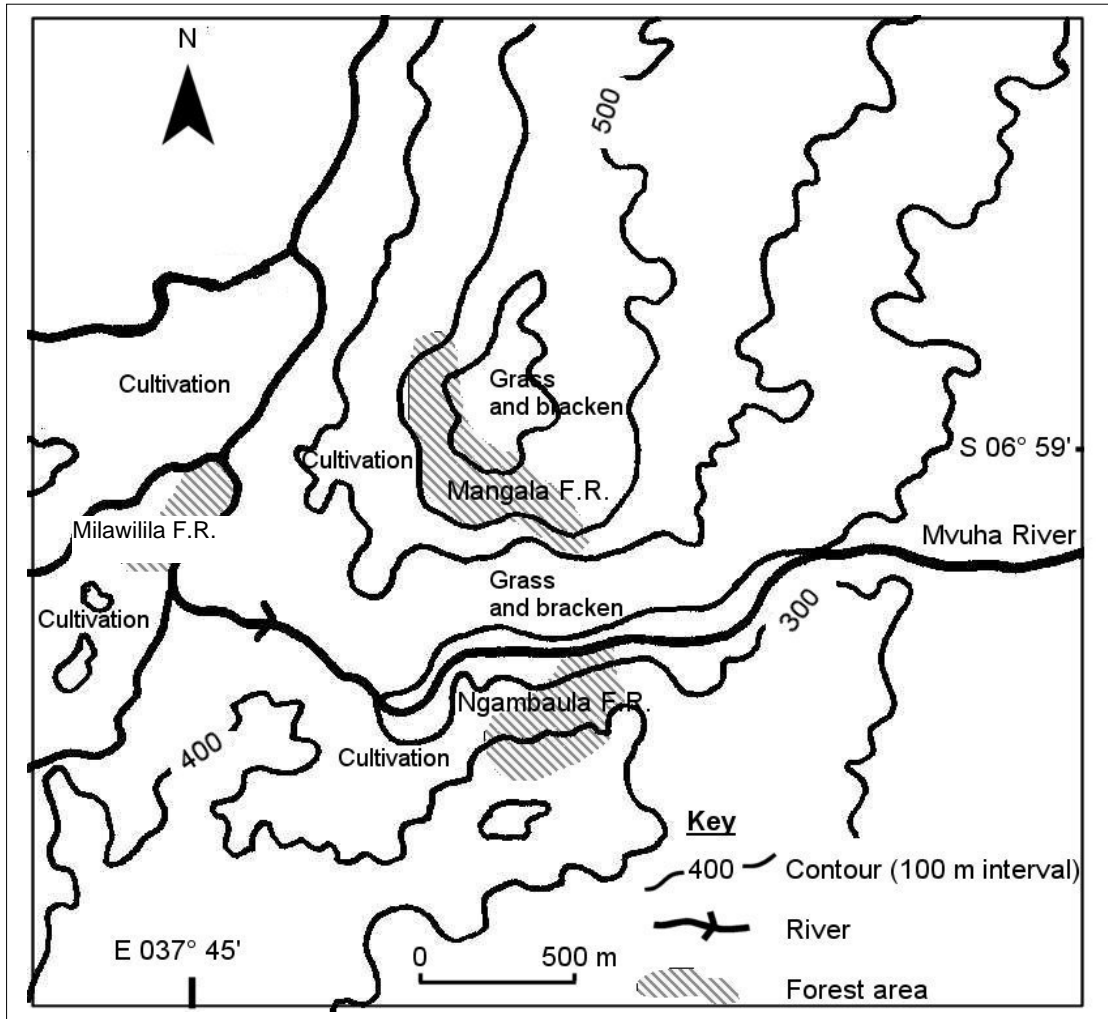 N
500
Cultivation
Grass
and bracken
S 06° 59'
Cultivation
Mangala F.R.
Milawilila F.R.
Mvuha River
Grass
and bracken
Cultivation
300
Ngambaula F.R.
400
Cultivation
Key
400 Contour (100 m interval)
River
Forest area
E 037° 45'
0 500 m